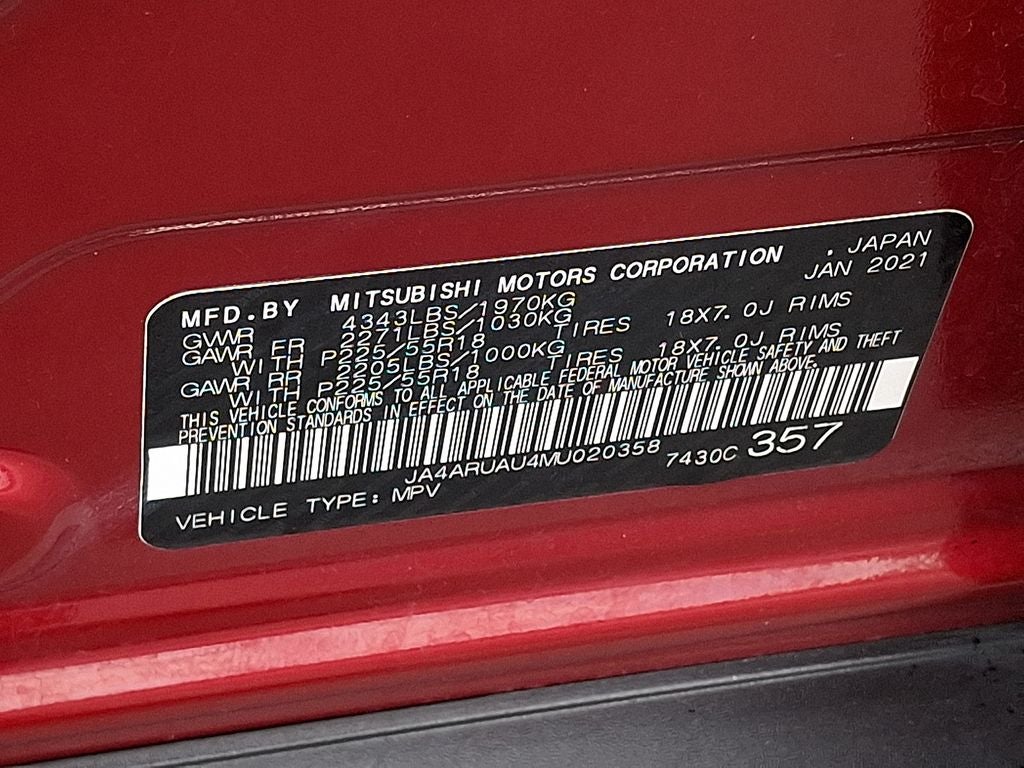 MFD.BY MITSUBISHI MOTORS CORPORATION , JAPAN
GVWR 4343LBS/1970KG JAN 2021
GAWR FR 2271LBS/1030KG
WITH P225/55R18 TIRES 18X7.0J RIMS
GAWR RR 2205LBS/1000KG
WITH P225/55R18 TIRES 18X7.0J RIMS
THIS VEHICLE CONFORMS TO ALL APPLICABLE FEDERAL MOTOR VEHICLE SAFETY AND THEFT
PREVENTION STANDARDS IN EFFECT ON THE DATE OF MANUFACTURE SHOWN ABOVE.
JA4ARUAU4MU020358 7430C 357
VEHICLE TYPE: MPV